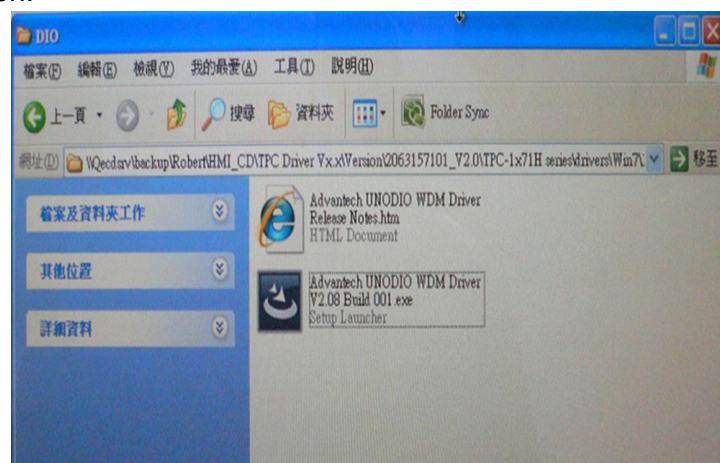 DIO
檔案(F) 編輯(E) 檢視(V) 我的最愛(A) 工具(T) 說明(H)
上一頁 搜尋 資料夾 Folder Sync
網址(D) \\Qecdsrv\backup\Robert\HMI_CD\TPC Driver Vx.x\Version\2063157101_V2.0\TPC-1x71H series\drivers\Win7\ 移至
檔案及資料夾工作
其他位置
詳細資料
Advantech UNODIO WDM Driver
Release Notes.htm
HTML Document
Advantech UNODIO WDM Driver
V2.08 Build 001.exe
Setup Launcher